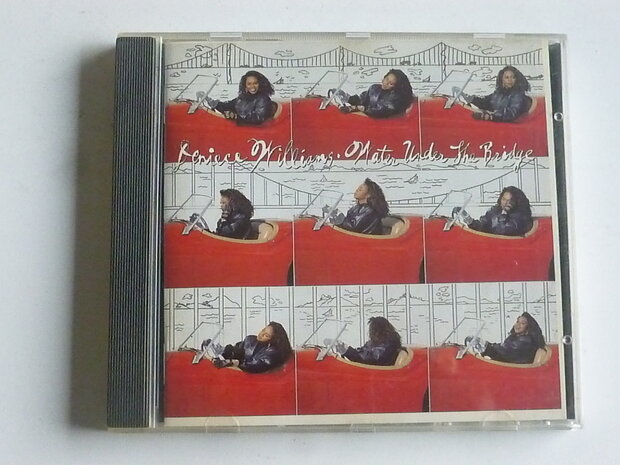 Deniece Williams • Water Under The Bridge